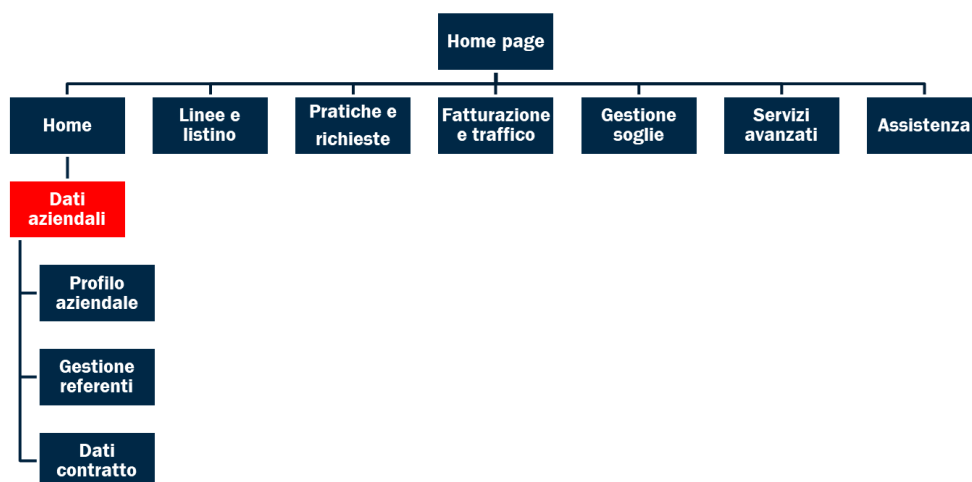 Home page
Home
Linee e
listino
Pratiche e
richieste
Fatturazione
e traffico
Gestione
soglie
Servizi
avanzati
Assistenza
Dati
aziendali
Profilo
aziendale
Gestione
referenti
Dati
contratto